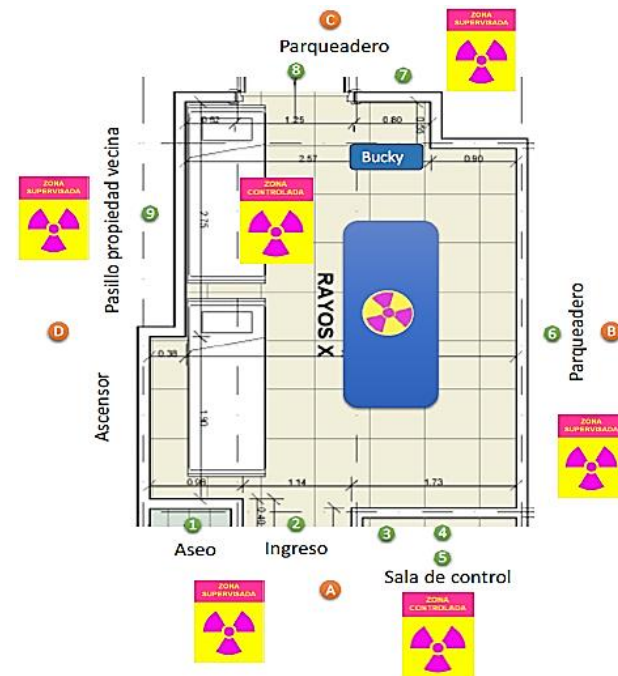 C
Parqueadero
ZONA
SUPERVISADA
8
7
0.52
1.25
0.80
Bucky
2.57
0.90
ZONA
SUPERVISADA
ZONA
CONTROLADA
9
2.75
Pasillo propiedad vecina
RAYOS X
D
6
B
Parqueadero
0.38
Ascensor
1.90
ZONA
SUPERVISADA
0.98
1.14
1.73
1
2
3
4
5
Aseo
Ingreso
Sala de control
A
ZONA
SUPERVISADA
ZONA
CONTROLADA